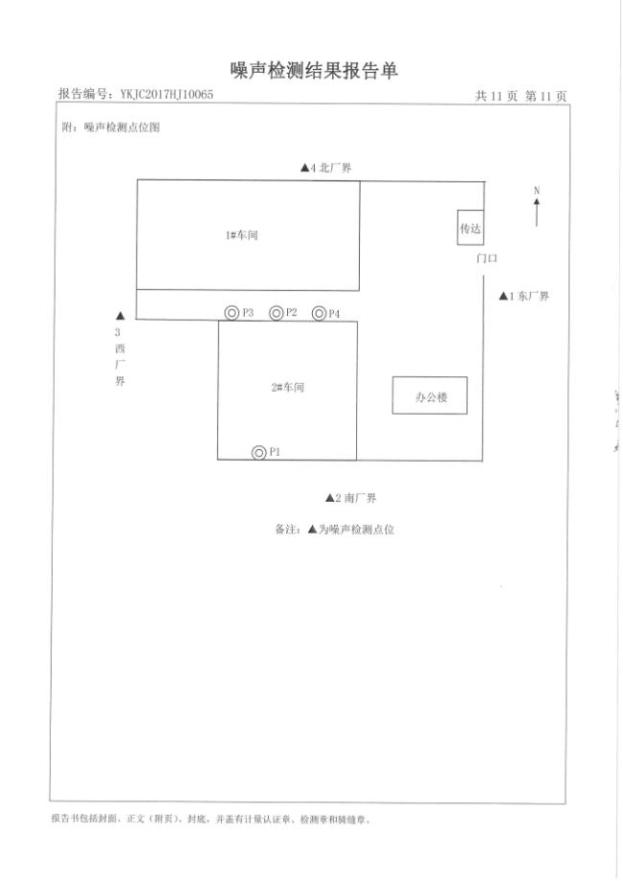 噪声检测结果报告单
报告编号：YKJC2017HJ10065 共 11 页 第 11 页
附：噪声检测点位图
▲4 北厂界
N
1#车间
传达
门口
▲1 东厂界
◎P3 ◎P2 ◎P4
▲
3
西
厂
界
2#车间
办公楼
◎P1
▲2 南厂界
备注：▲为噪声检测点位
报告书包括封面、正文（附页）、封底，并盖有计量认证章、检测章和骑缝章。